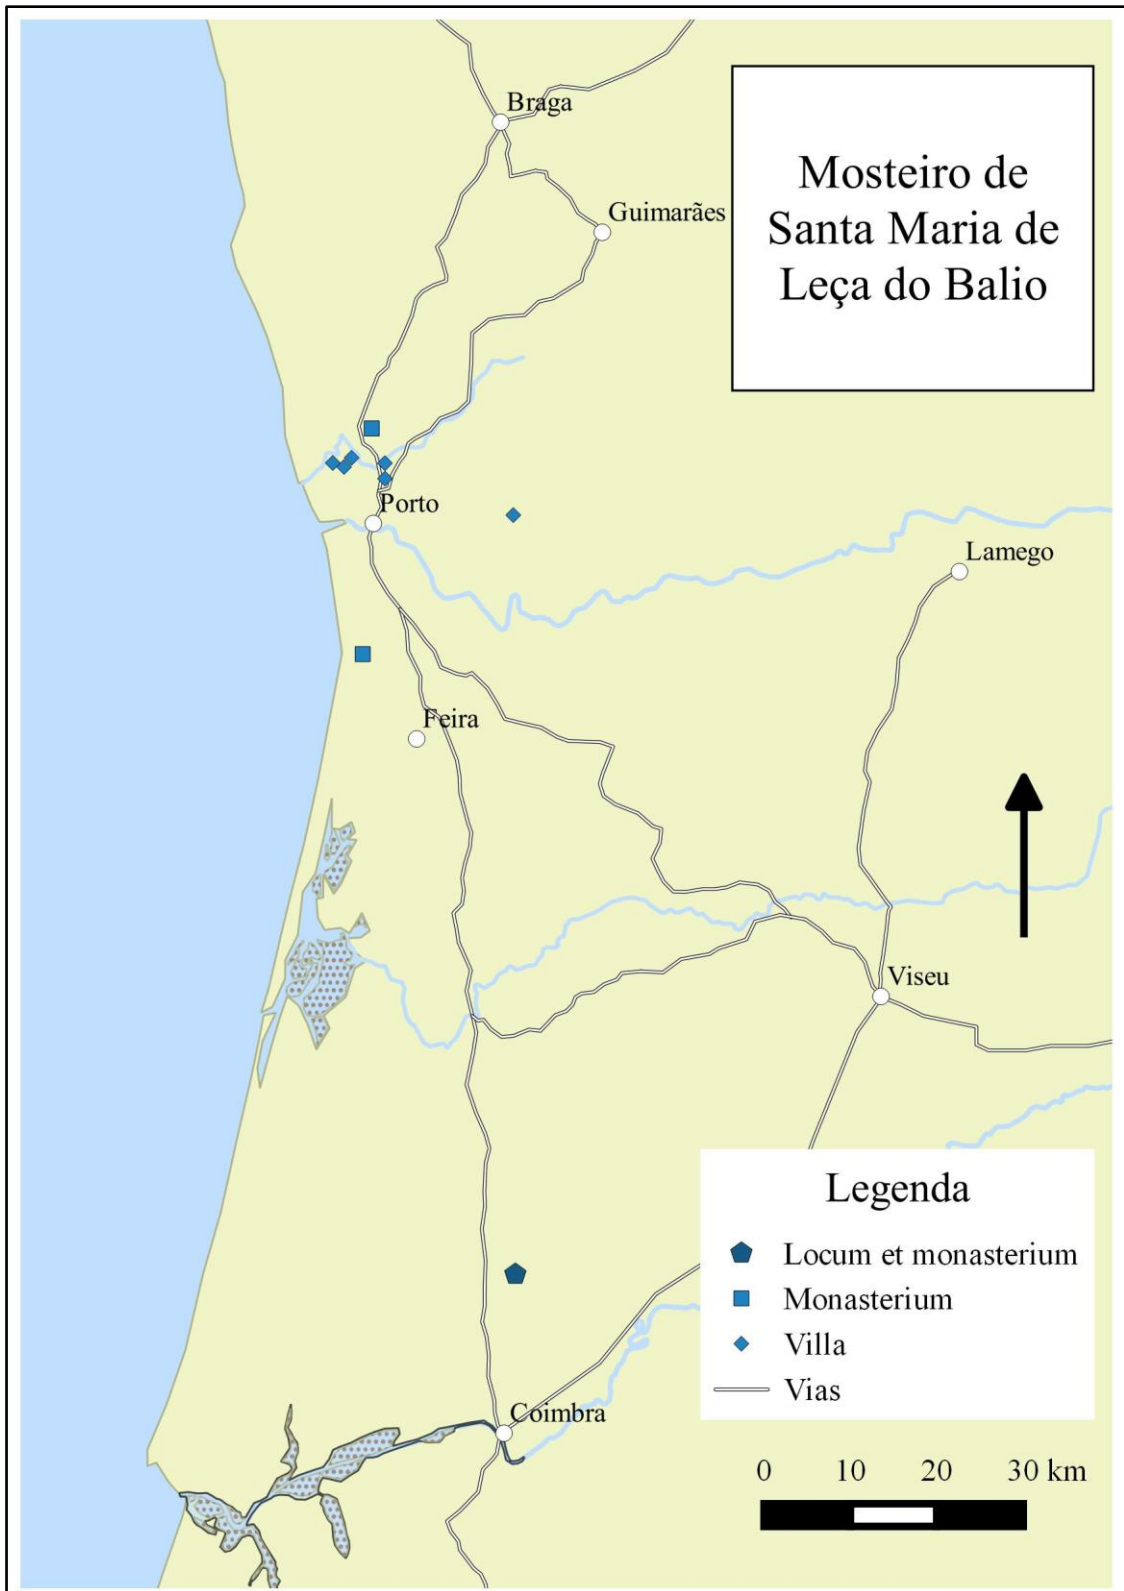 Braga
Guimarães
Mosteiro de
Santa Maria de
Leça do Balio
Porto
Lamego
Feira
Viseu
Legenda
Locum et monasterium
Monasterium
Villa
Vias
Coimbra
0 10 20 30 km